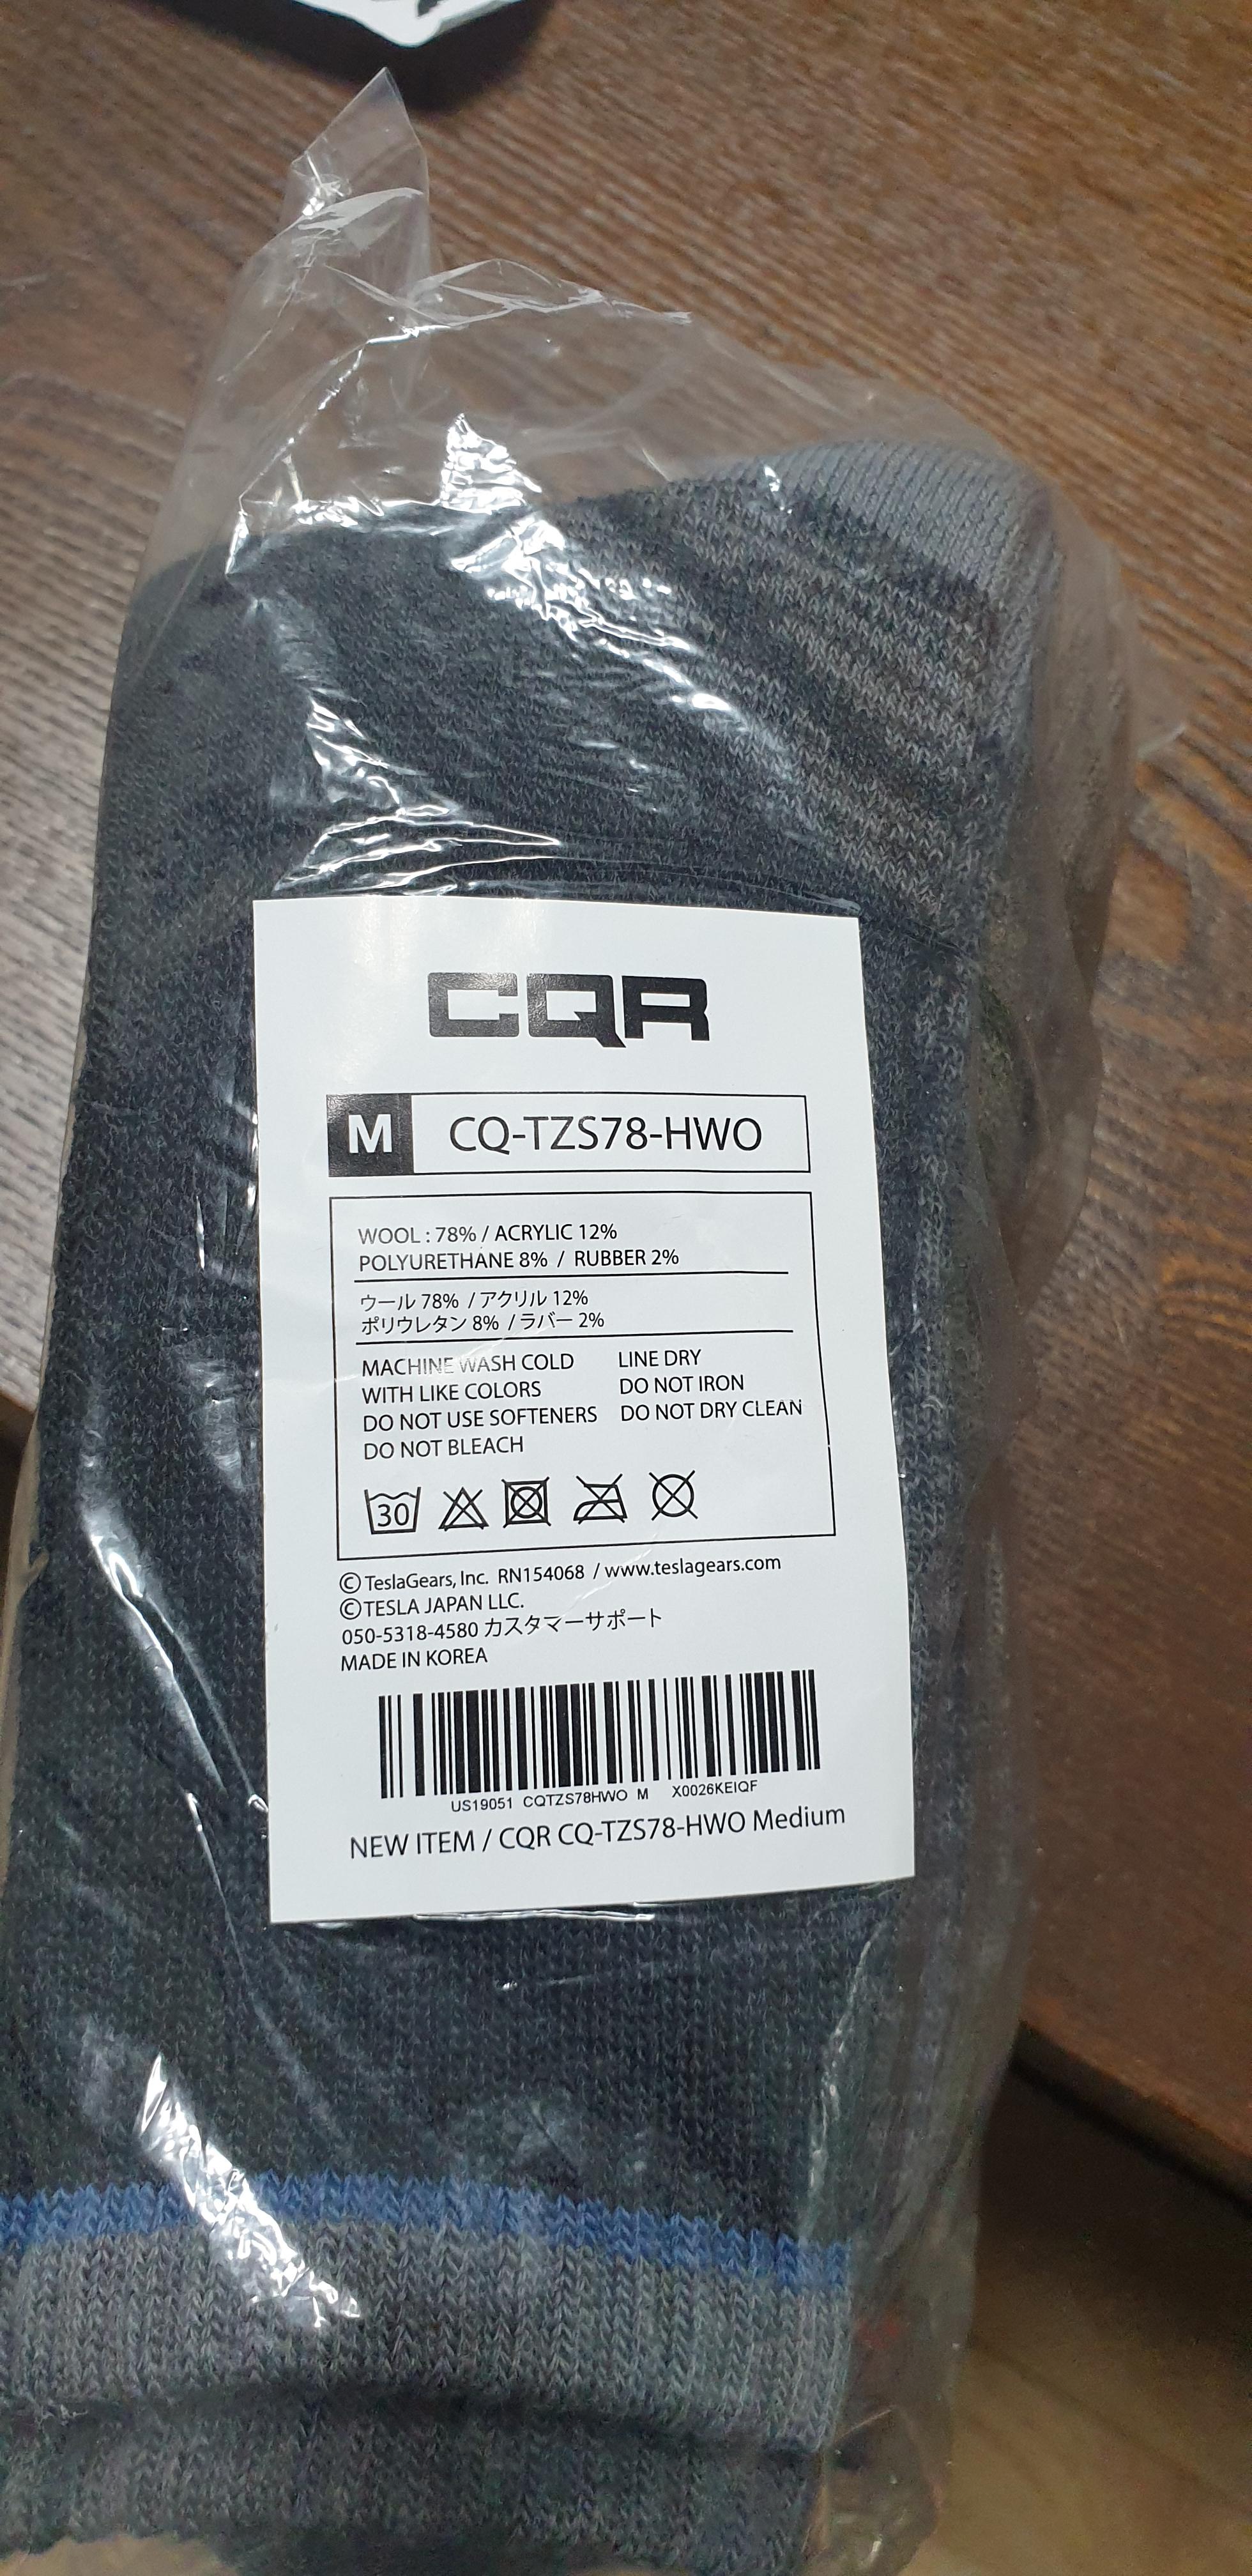 CQR
M CQ-TZS78-HWO
WOOL : 78% / ACRYLIC 12%
POLYURETHANE 8% / RUBBER 2%
ウール 78% / アクリル 12%
ポリウレタン 8% / ラバー 2%
MACHINE WASH COLD
WITH LIKE COLORS
DO NOT USE SOFTENERS
DO NOT BLEACH
LINE DRY
DO NOT IRON
DO NOT DRY CLEAN
30
©TeslaGears, Inc. RN154068 / www.teslagears.com
©TESLA JAPAN LLC.
050-5318-4580 カスタマーサポート
MADE IN KOREA
US19051 CQTZS78HWO M X0026KEIQF
NEW ITEM / CQR CQ-TZS78-HWO Medium